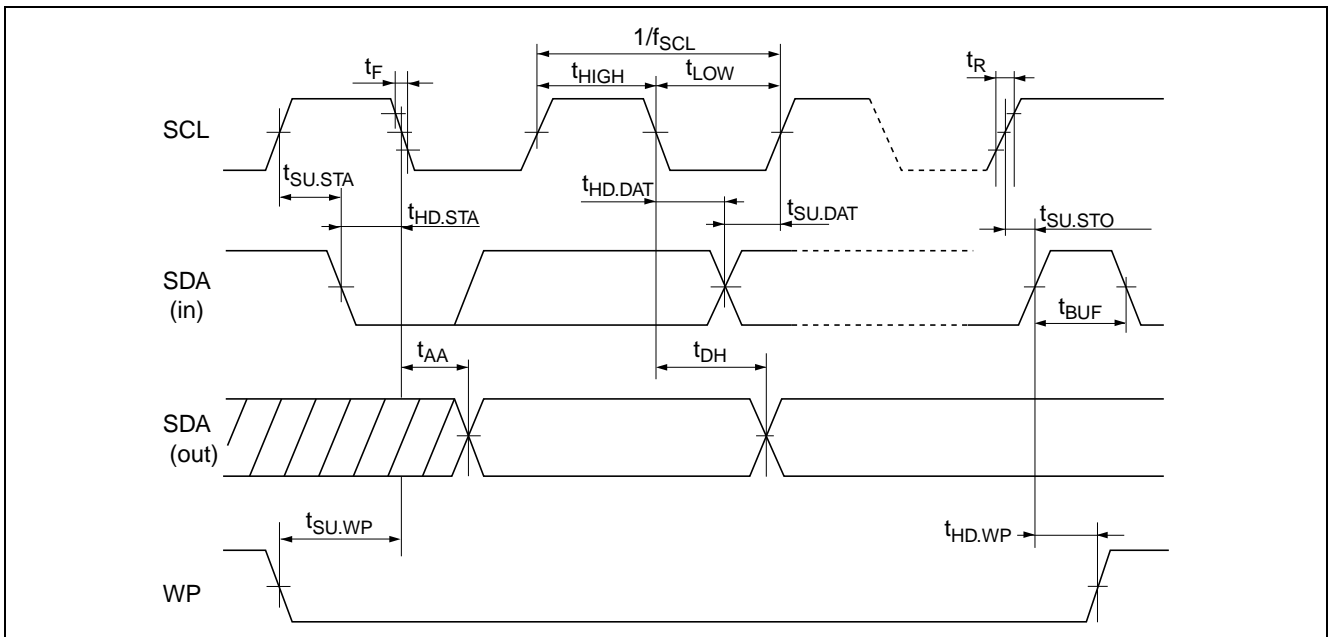 1/fSCL
tF
tHIGH
tLOW
tR
SCL
tSU.STA
tHD.STA
tHD.DAT
tSU.DAT
tSU.STO
SDA
(in)
tBUF
tAA
tDH
SDA
(out)
tSU.WP
tHD.WP
WP